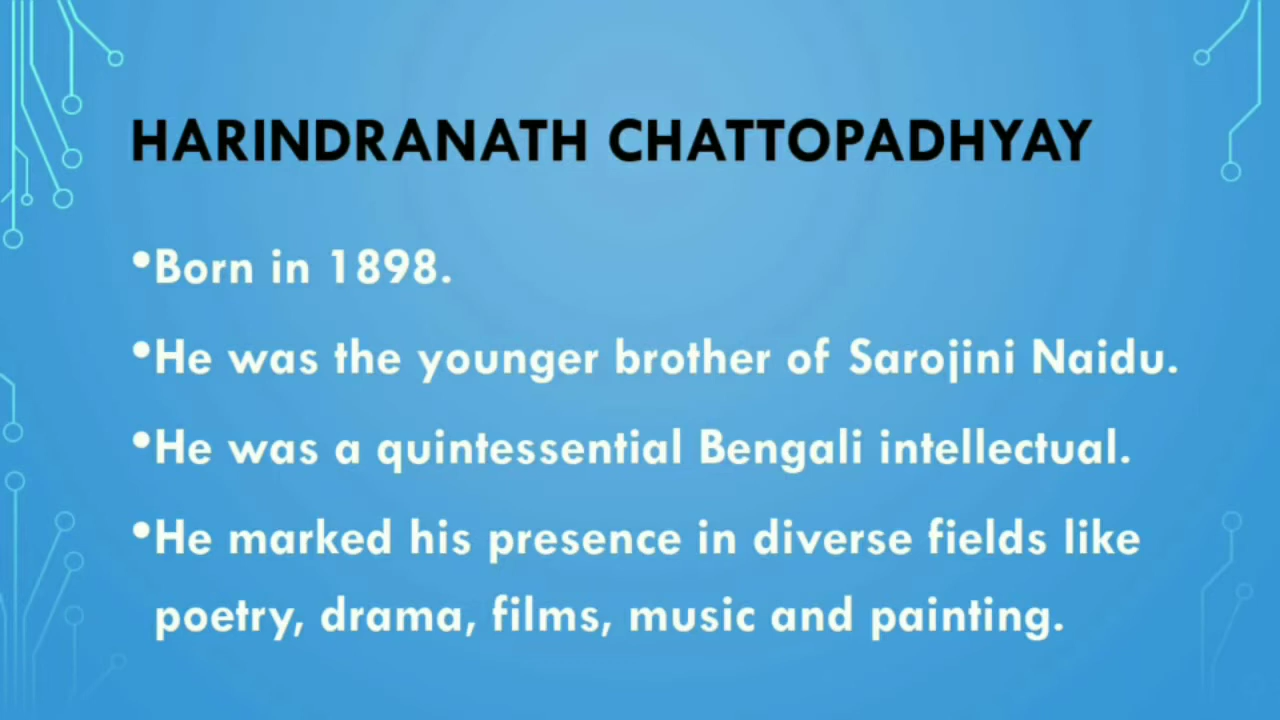 HARINDRANATH CHATTOPADHYAY
•Born in 1898.
•He was the younger brother of Sarojini Naidu.
•He was a quintessential Bengali intellectual.
•He marked his presence in diverse fields like
poetry, drama, films, music and painting.